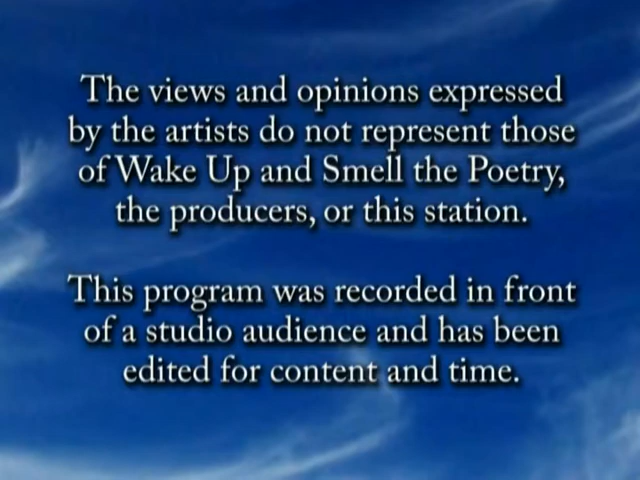 The views and opinions expressed
by the artists do not represent those
of Wake Up and Smell the Poetry,
the producers, or this station.
This program was recorded in front
of a studio audience and has been
edited for content and time.